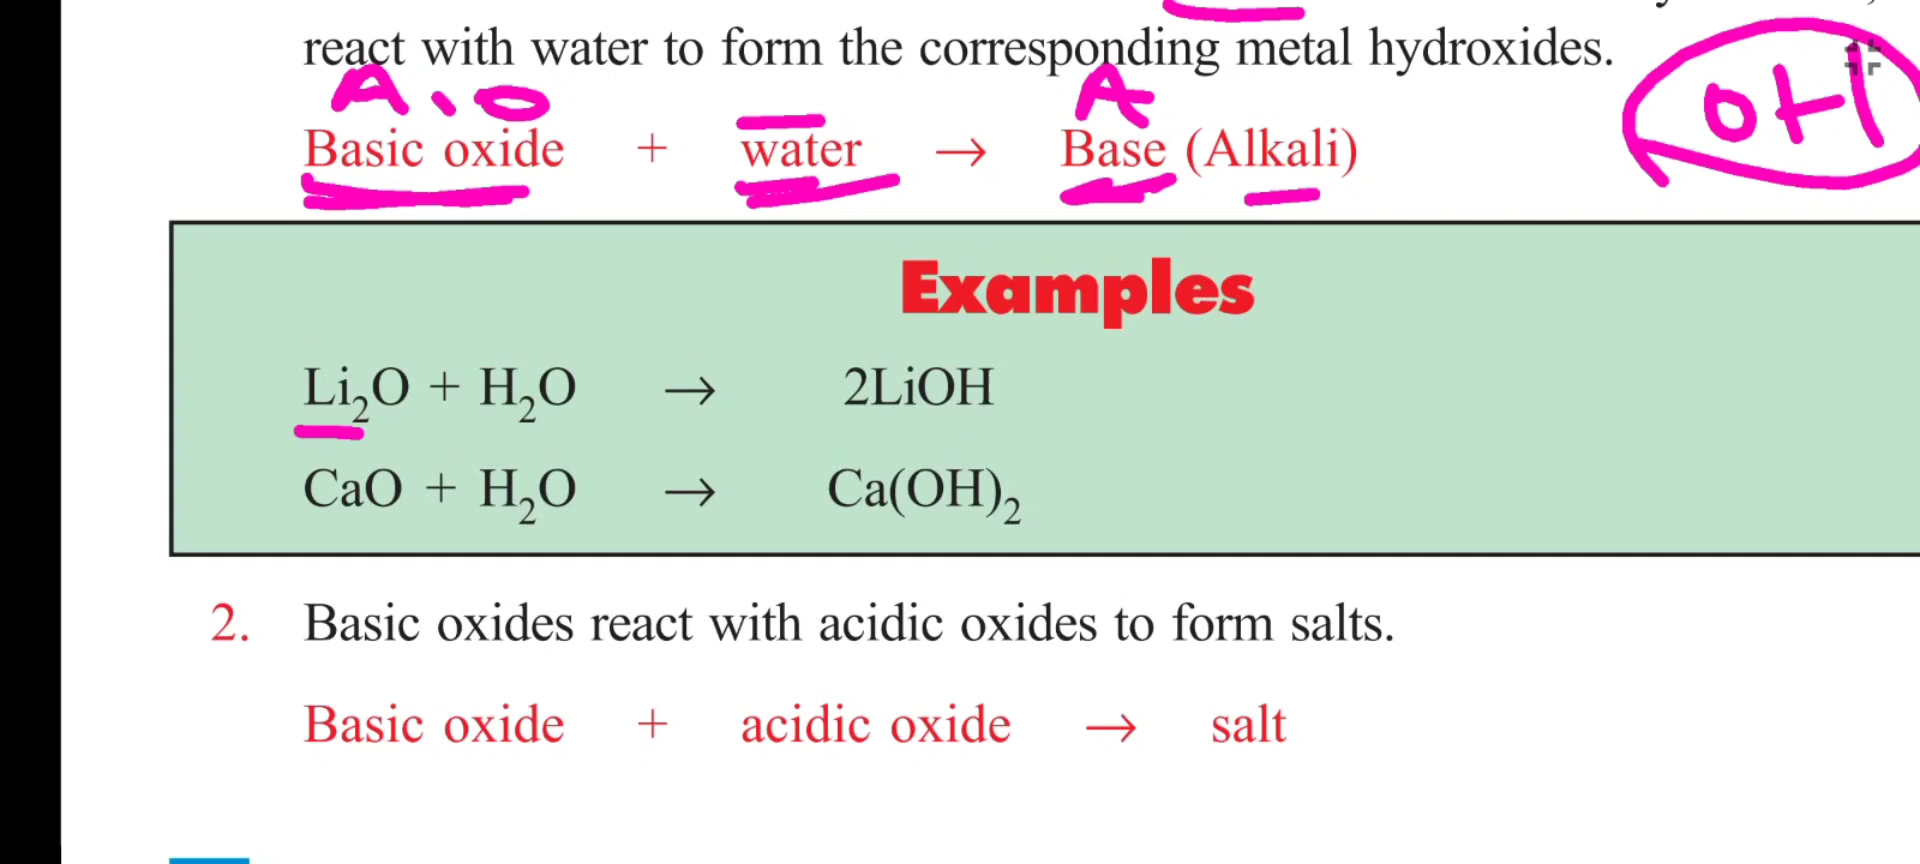 react with water to form the corresponding metal hydroxides.
A.O
A
OH
Basic oxide + water → Base (Alkali)
Examples
Li₂O + H₂O → 2LiOH
CaO + H₂O → Ca(OH)₂
2. Basic oxides react with acidic oxides to form salts.
Basic oxide + acidic oxide → salt